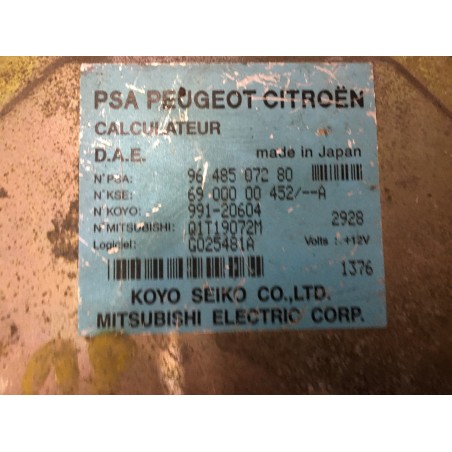 PSA PEUGEOT CITROËN
CALCULATEUR
D.A.E. made in Japan
N°PSA: 96 485 072 80
N°KSE: 69 000 00 452/--A
N°KOYO: 991-20604 2928
N°MITSUBISHI: Q1T19072M
Logiciel: G025481A Volts : +12V
1376
KOYO SEIKO CO.,LTD.
MITSUBISHI ELECTRIC CORP.